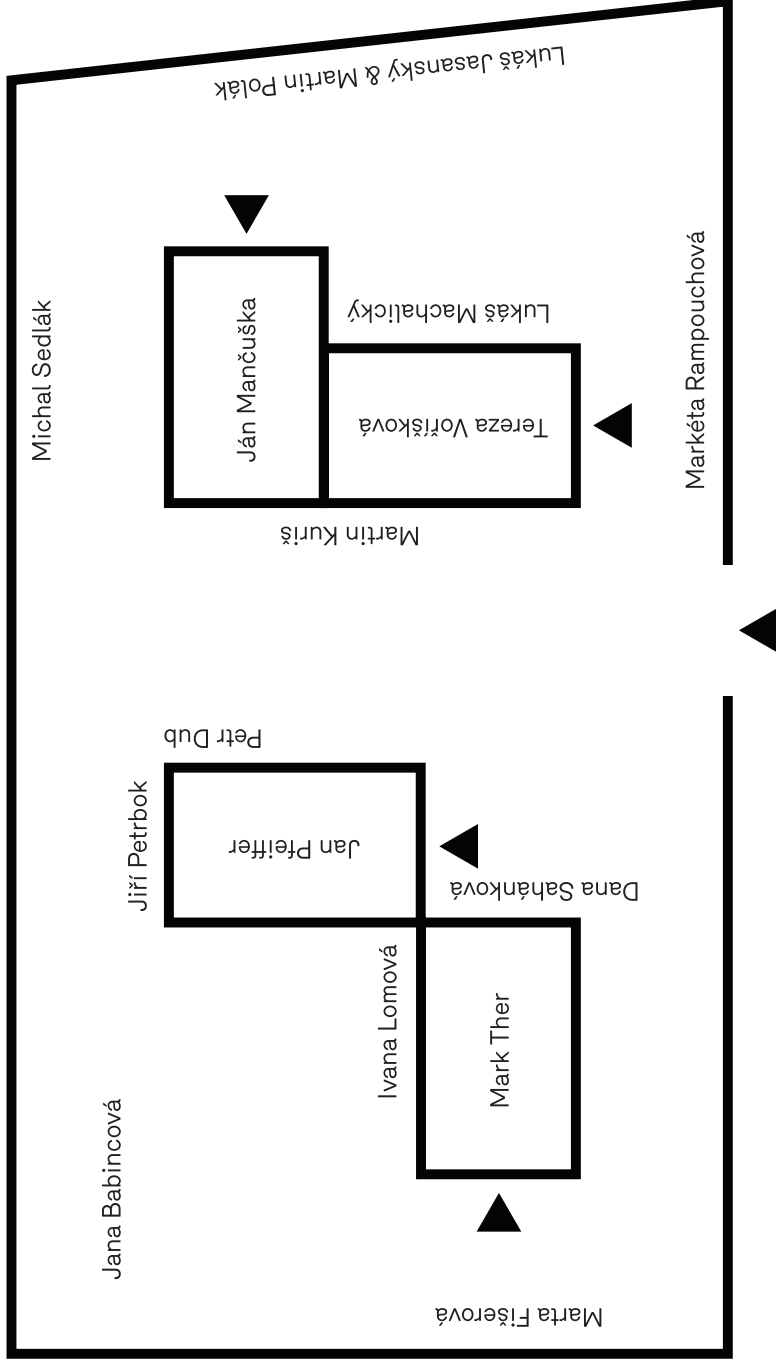 Lukáš Jasanský & Martin Polák
Michal Sedlák
Ján Mančuška
Lukáš Machalický
Tereza Voříšková
Markéta Rampouchová
Martin Kuriš
Petr Dub
Jiří Petrbok
Jan Pfeiffer
Dana Sahánková
Ivana Lomová
Mark Ther
Jana Babincová
Marta Fišerová